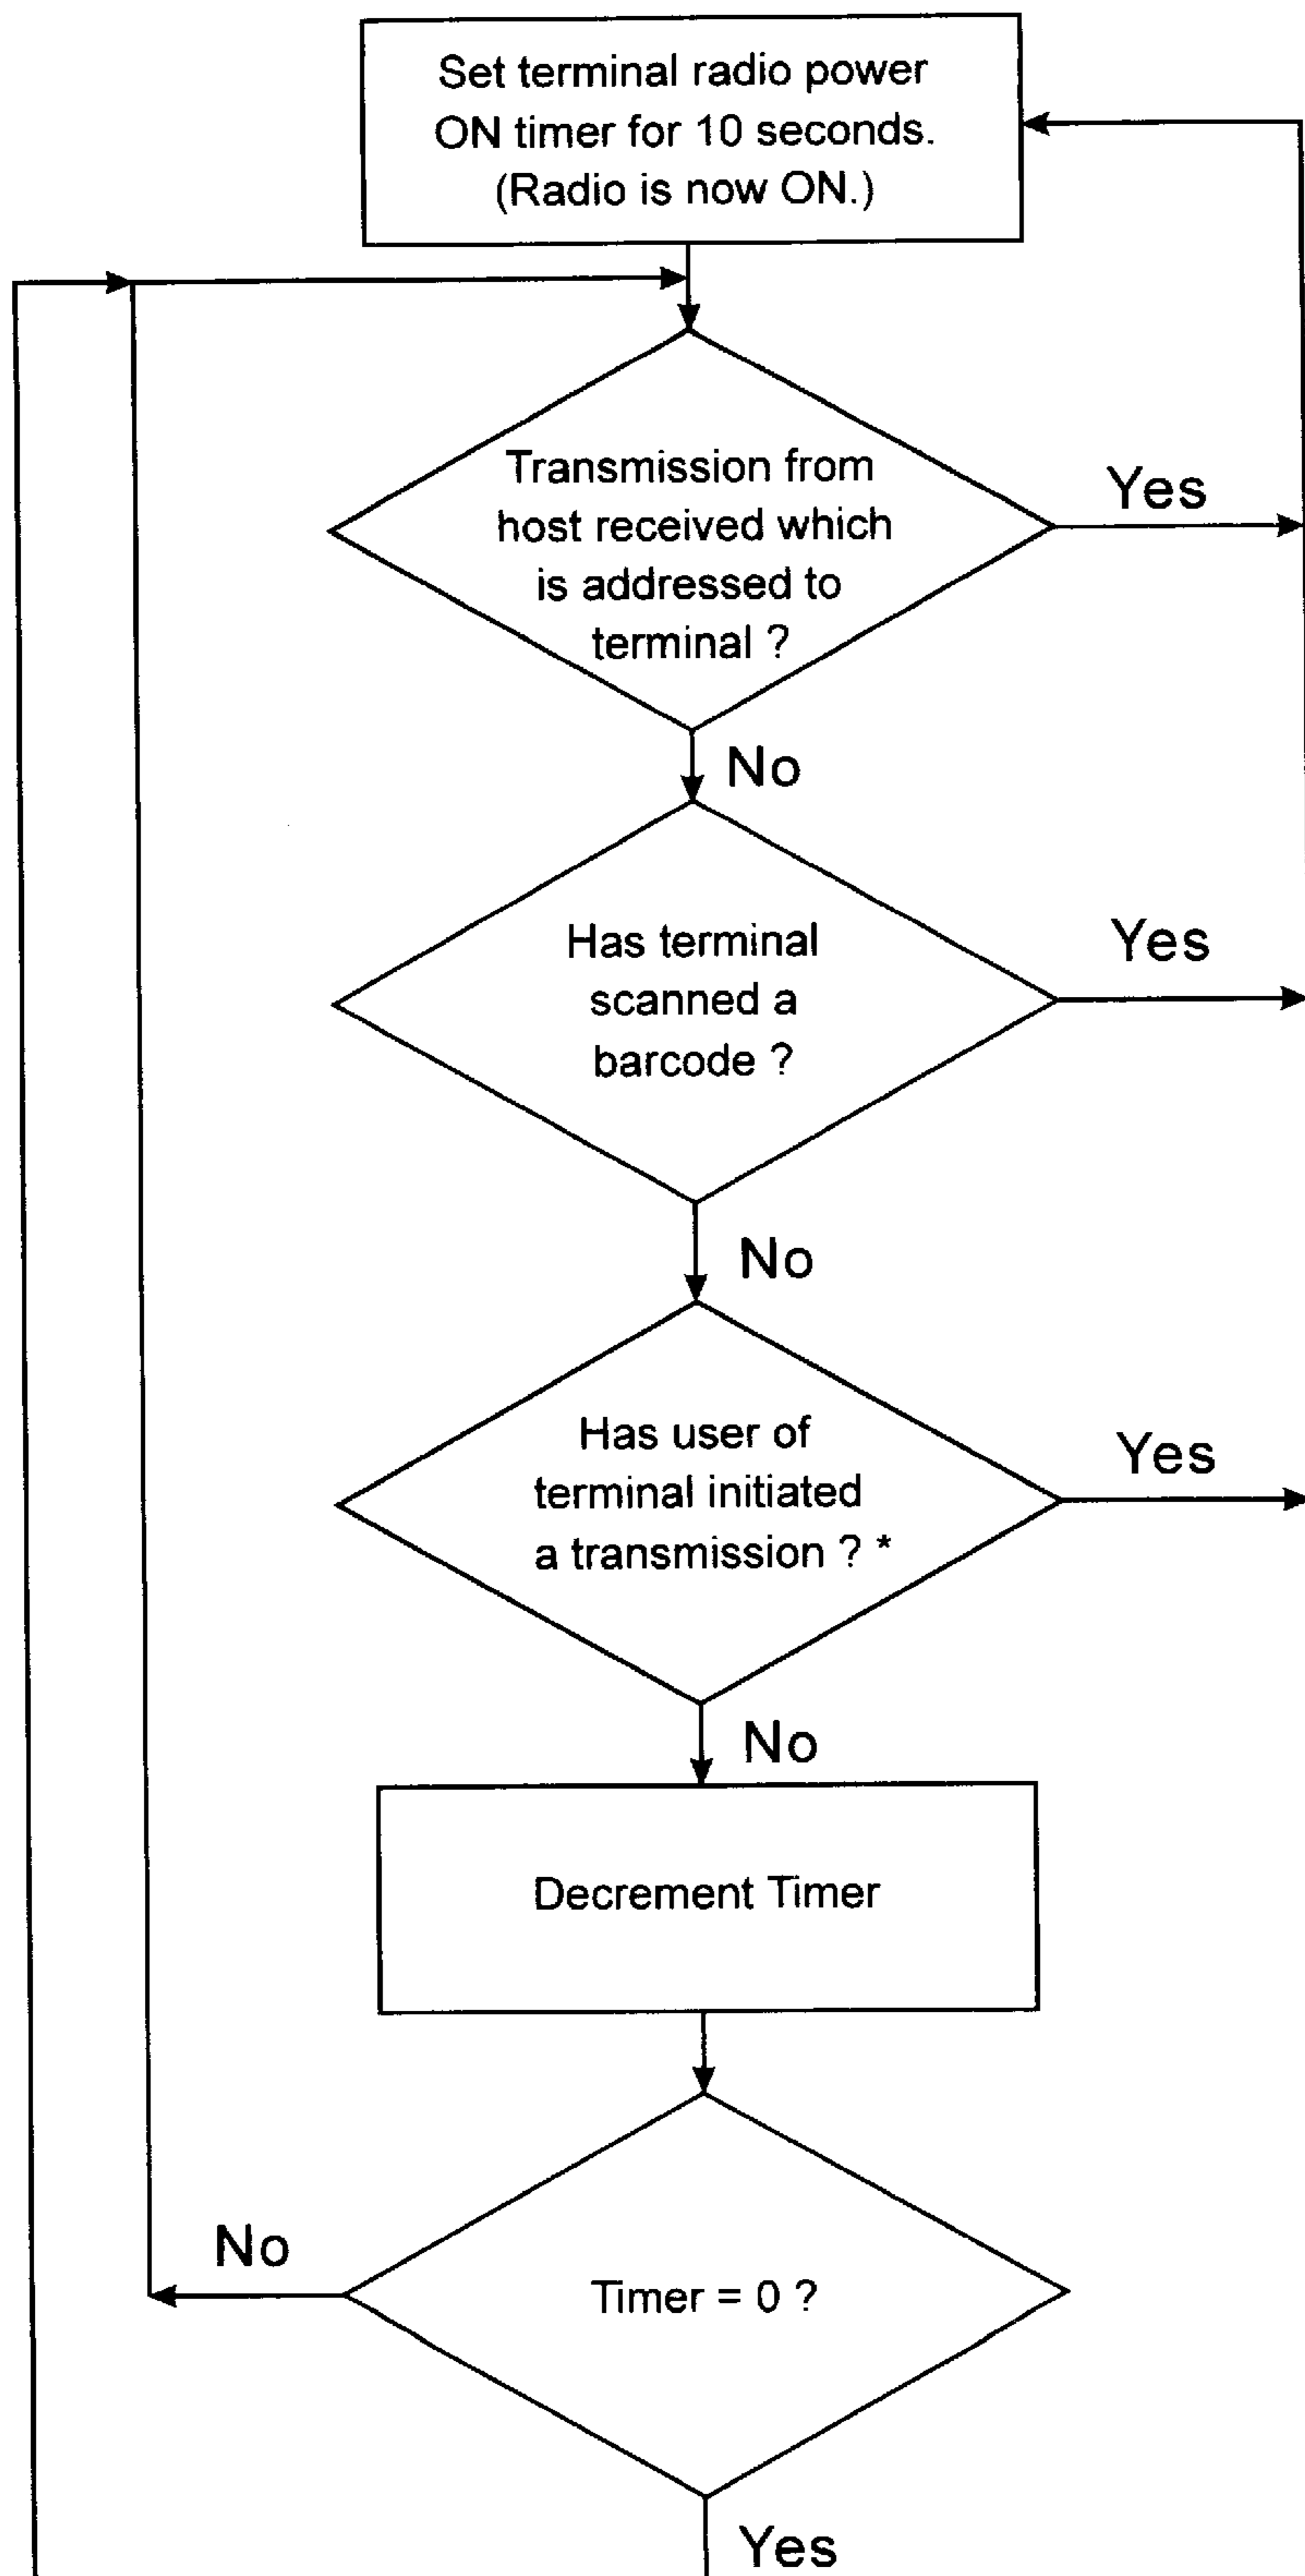 Set terminal radio power
ON timer for 10 seconds.
(Radio is now ON.)
Transmission from
host received which
is addressed to
terminal ?
Yes
No
Has terminal
scanned a
barcode ?
Yes
No
Has user of
terminal initiated
a transmission ? *
Yes
No
Decrement Timer
Timer = 0 ?
No
Yes